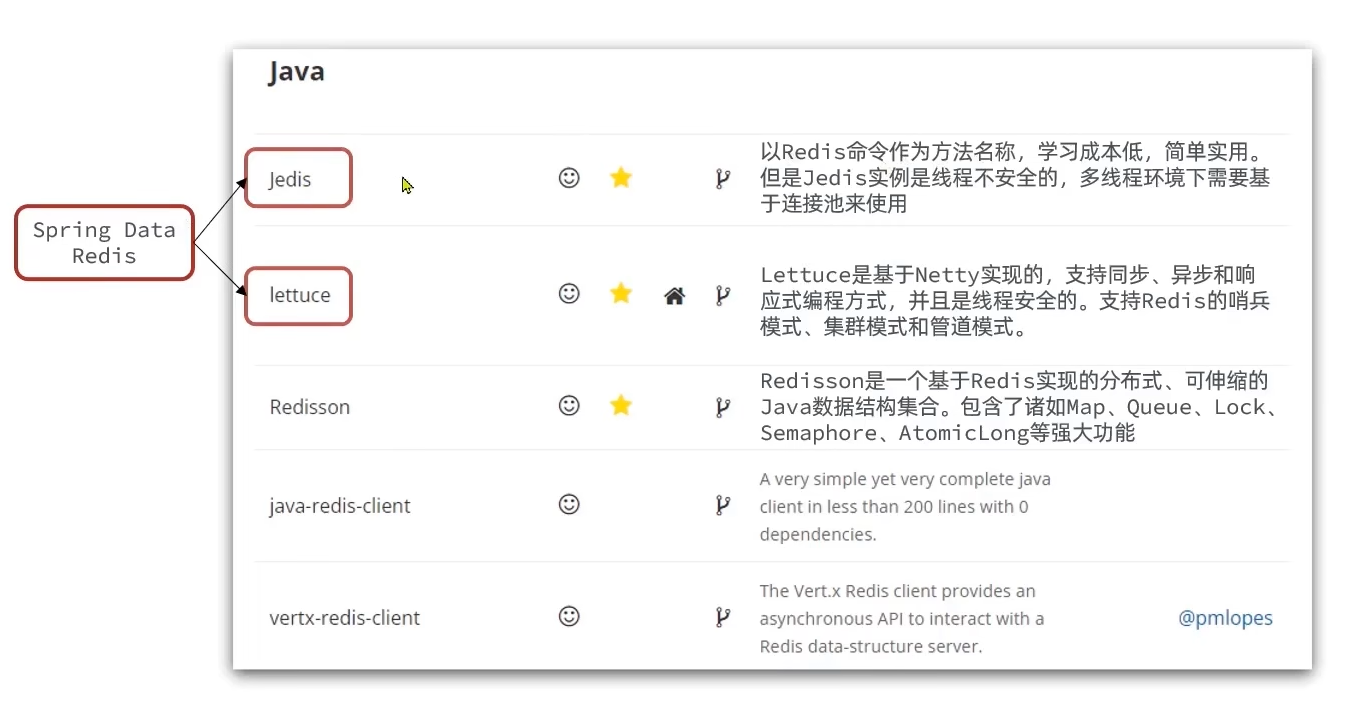 Java
Spring Data
Redis
Jedis
以Redis命令作为方法名称，学习成本低，简单实用。
但是Jedis实例是线程不安全的，多线程环境下需要基
于连接池来使用
lettuce
Lettuce是基于Netty实现的，支持同步、异步和响
应式编程方式，并且是线程安全的。支持Redis的哨兵
模式、集群模式和管道模式。
Redisson
Redisson是一个基于Redis实现的分布式、可伸缩的
Java数据结构集合。包含了诸如Map、Queue、Lock、
Semaphore、AtomicLong等强大功能
java-redis-client
A very simple yet very complete java
client in less than 200 lines with 0
dependencies.
vertx-redis-client
The Vert.x Redis client provides an
asynchronous API to interact with a
Redis data-structure server.
@pmlopes